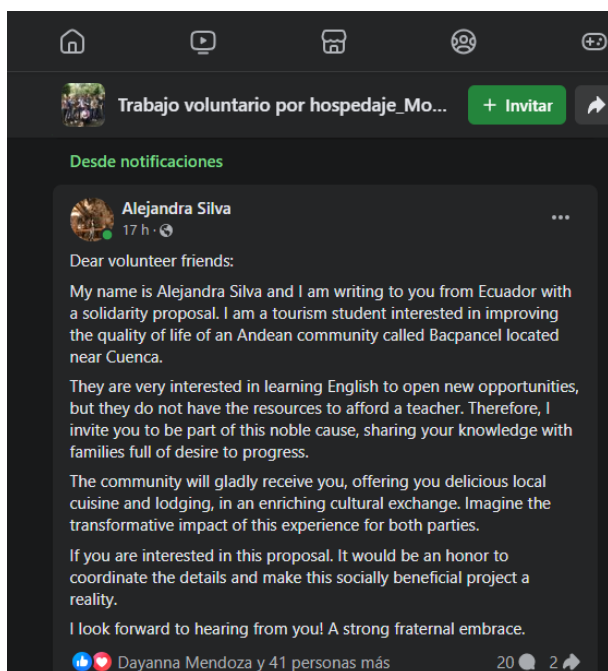 Trabajo voluntario por hospedaje_Mo...
+ Invitar
Desde notificaciones
Alejandra Silva
17 h ·
Dear volunteer friends:
My name is Alejandra Silva and I am writing to you from Ecuador with
a solidarity proposal. I am a tourism student interested in improving
the quality of life of an Andean community called Bacpancel located
near Cuenca.
They are very interested in learning English to open new opportunities,
but they do not have the resources to afford a teacher. Therefore, I
invite you to be part of this noble cause, sharing your knowledge with
families full of desire to progress.
The community will gladly receive you, offering you delicious local
cuisine and lodging, in an enriching cultural exchange. Imagine the
transformative impact of this experience for both parties.
If you are interested in this proposal. It would be an honor to
coordinate the details and make this socially beneficial project a
reality.
I look forward to hearing from you! A strong fraternal embrace.
Dayanna Mendoza y 41 personas más
20
2